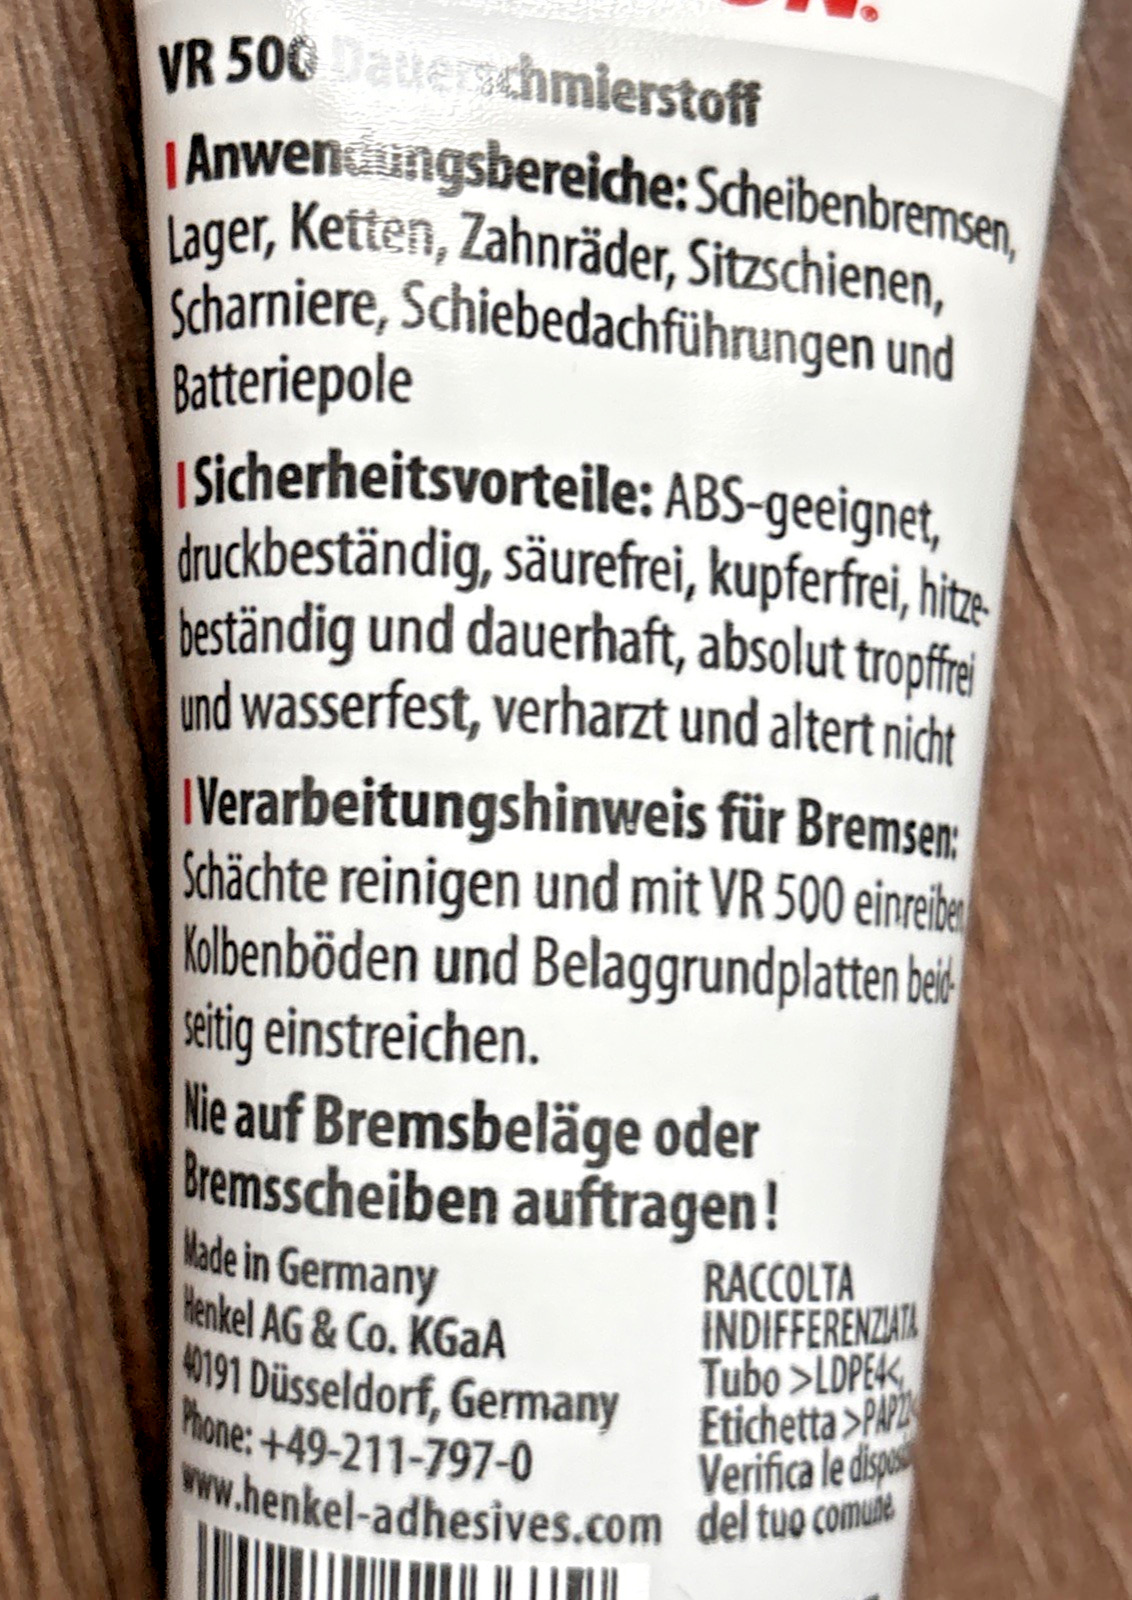 VR 500 Dauerschmierstoff
Anwendungsbereiche: Scheibenbremsen,
Lager, Ketten, Zahnräder, Sitzschienen,
Scharniere, Schiebedachführungen und
Batteriepole
Sicherheitsvorteile: ABS-geeignet,
druckbeständig, säurefrei, kupferfrei, hitze-
beständig und dauerhaft, absolut tropffrei
und wasserfest, verharzt und altert nicht
Verarbeitungshinweis für Bremsen:
Schächte reinigen und mit VR 500 einreiben
Kolbenböden und Belaggrundplatten beid-
seitig einstreichen.
Nie auf Bremsbeläge oder
Bremsscheiben auftragen!
Made in Germany
Henkel AG & Co. KGaA
40191 Düsseldorf, Germany
Phone: +49-211-797-0
www.henkel-adhesives.com
RACCOLTA
INDIFFERENZIATA
Tubo >LDPE4<,
Etichetta
Verifica le
del tuo comune.